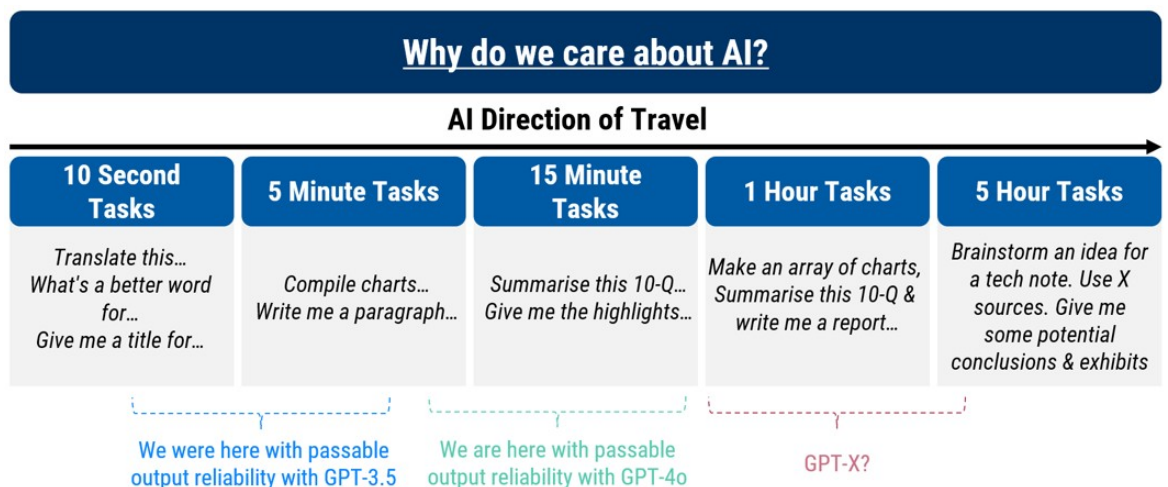 Why do we care about AI?
AI Direction of Travel
10 Second
Tasks
5 Minute Tasks
15 Minute
Tasks
1 Hour Tasks
5 Hour Tasks
Translate this…
What's a better word
for…
Give me a title for…
Compile charts…
Write me a paragraph…
Summarise this 10-Q…
Give me the highlights…
Make an array of charts,
Summarise this 10-Q &
write me a report…
Brainstorm an idea for
a tech note. Use X
sources. Give me
some potential
conclusions & exhibits
We were here with passable
output reliability with GPT-3.5
We are here with passable
output reliability with GPT-4o
GPT-X?